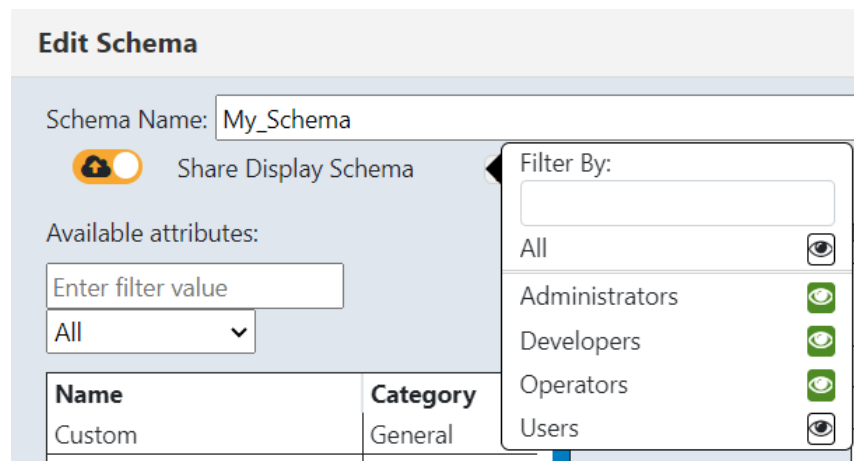 Edit Schema
Schema Name: My_Schema
Share Display Schema
Filter By:
All
Administrators
Developers
Operators
Users
Available attributes:
Enter filter value
All
Name Category
Custom General